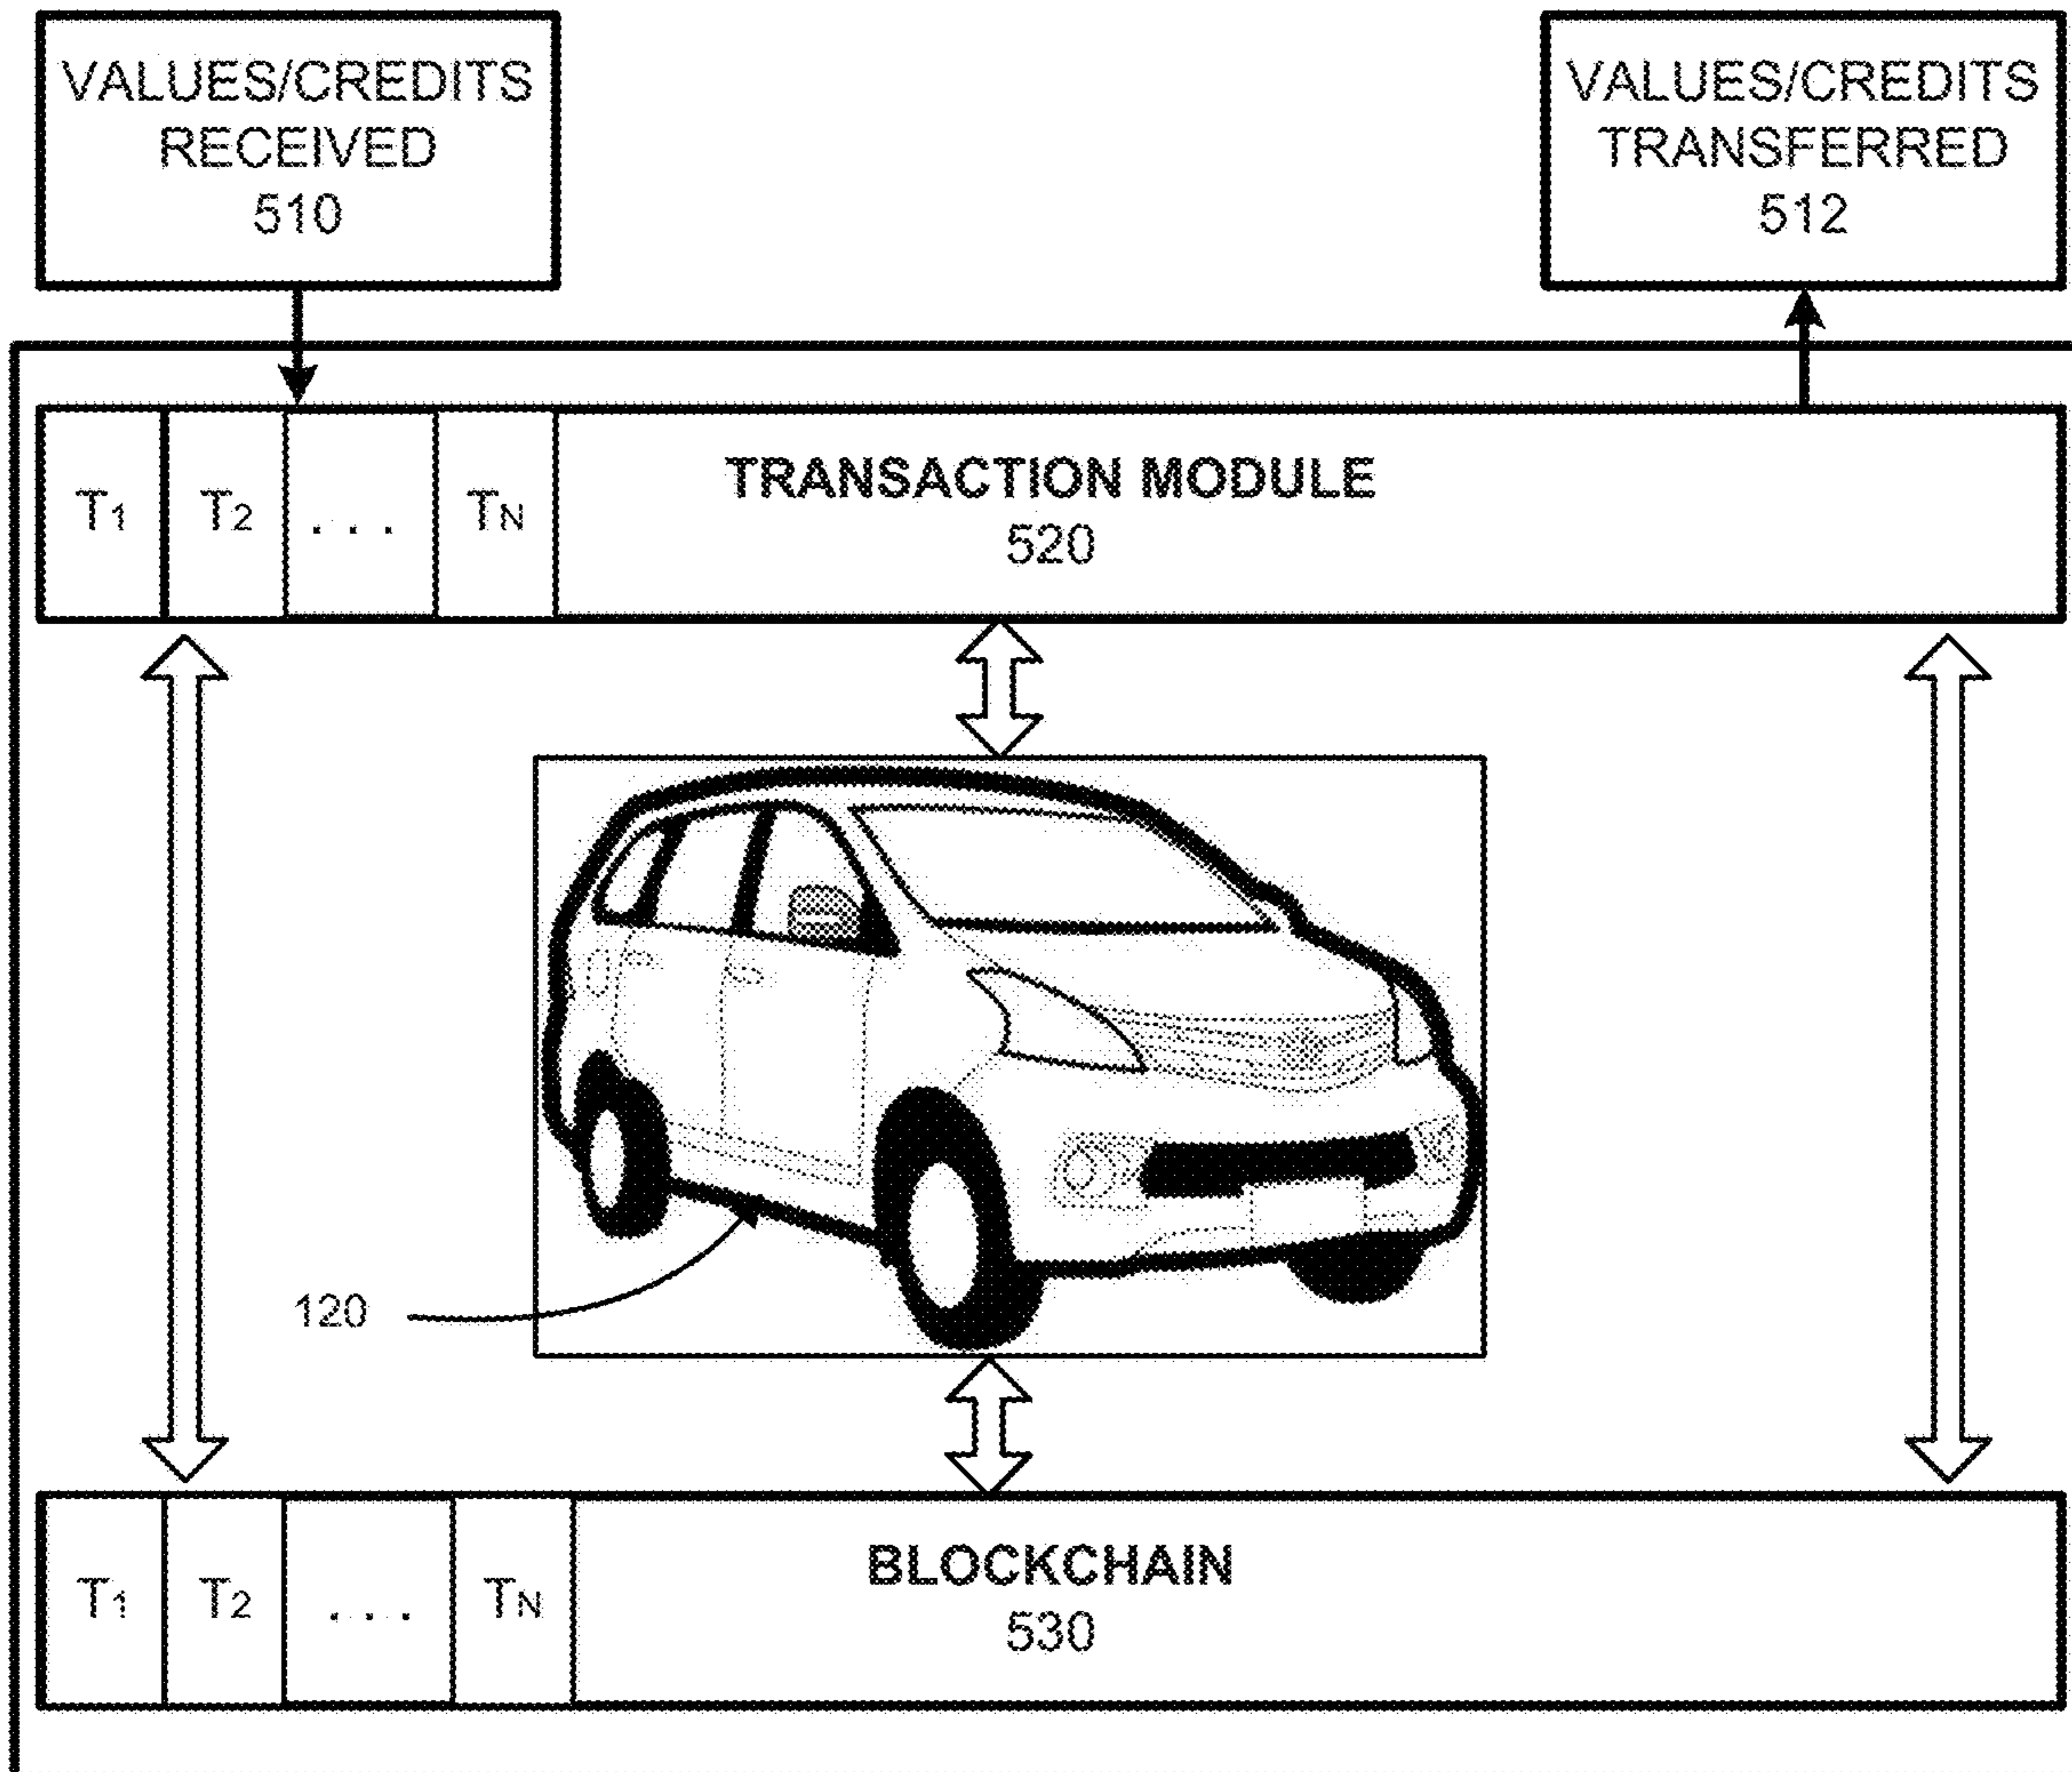 VALUES/CREDITS
RECEIVED
510
VALUES/CREDITS
TRANSFERRED
512
T1 T2 . . . TN
TRANSACTION MODULE
520
120
T1 T2 . . . TN
BLOCKCHAIN
530